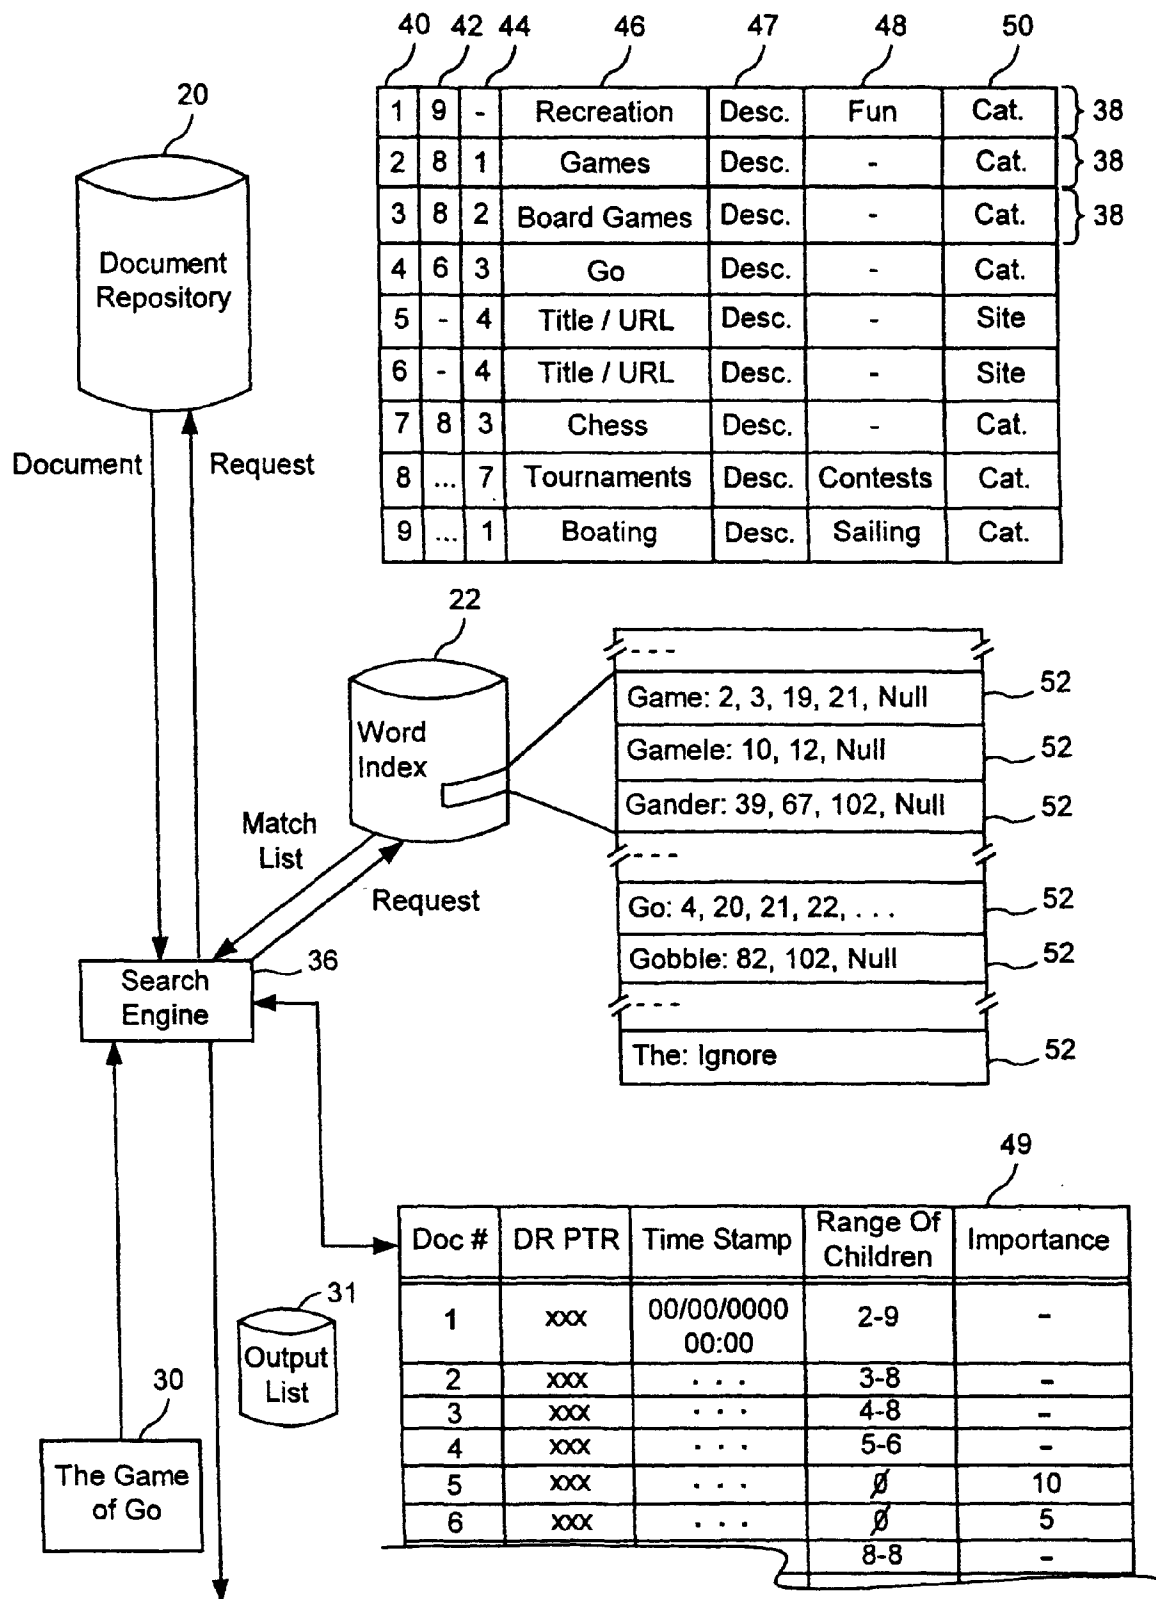 40 42 44 46 47 48 50
20
1 9 - Recreation Desc. Fun Cat. 38
2 8 1 Games Desc. - Cat. 38
3 8 2 Board Games Desc. - Cat. 38
4 6 3 Go Desc. - Cat.
5 - 4 Title / URL Desc. - Site
6 - 4 Title / URL Desc. - Site
7 8 3 Chess Desc. - Cat.
8 ... 7 Tournaments Desc. Contests Cat.
9 ... 1 Boating Desc. Sailing Cat.
Document
Repository
Document
Request
22
Word
Index
Match
List
Request
----
Game: 2, 3, 19, 21, Null 52
Gamele: 10, 12, Null 52
Gander: 39, 67, 102, Null 52
----
Go: 4, 20, 21, 22, . . . 52
Gobble: 82, 102, Null 52
----
The: Ignore 52
36
Search
Engine
31
Output
List
30
The Game
of Go
49
Doc # DR PTR Time Stamp Range Of Children Importance
1 xxx 00/00/0000 00:00 2-9 -
2 xxx . . . 3-8 -
3 xxx . . . 4-8 -
4 xxx . . . 5-6 -
5 xxx . . . Ø 10
6 xxx . . . Ø 5
8-8 -